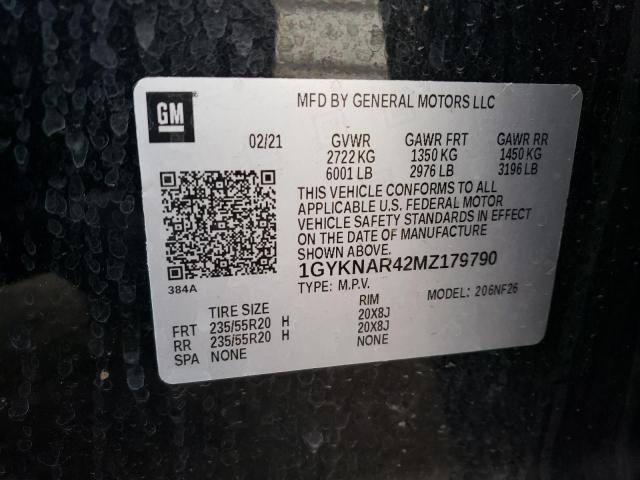 GM
MFD BY GENERAL MOTORS LLC
02/21 GVWR GAWR FRT GAWR RR
2722 KG 1350 KG 1450 KG
6001 LB 2976 LB 3196 LB
THIS VEHICLE CONFORMS TO ALL
APPLICABLE U.S. FEDERAL MOTOR
VEHICLE SAFETY STANDARDS IN EFFECT
ON THE DATE OF MANUFACTURE
SHOWN ABOVE.
384A
1GYKNAR42MZ179790
TYPE: M.P.V. MODEL: 206NF26
TIRE SIZE RIM
FRT 235/55R20 H 20X8J
RR 235/55R20 H 20X8J
SPA NONE NONE